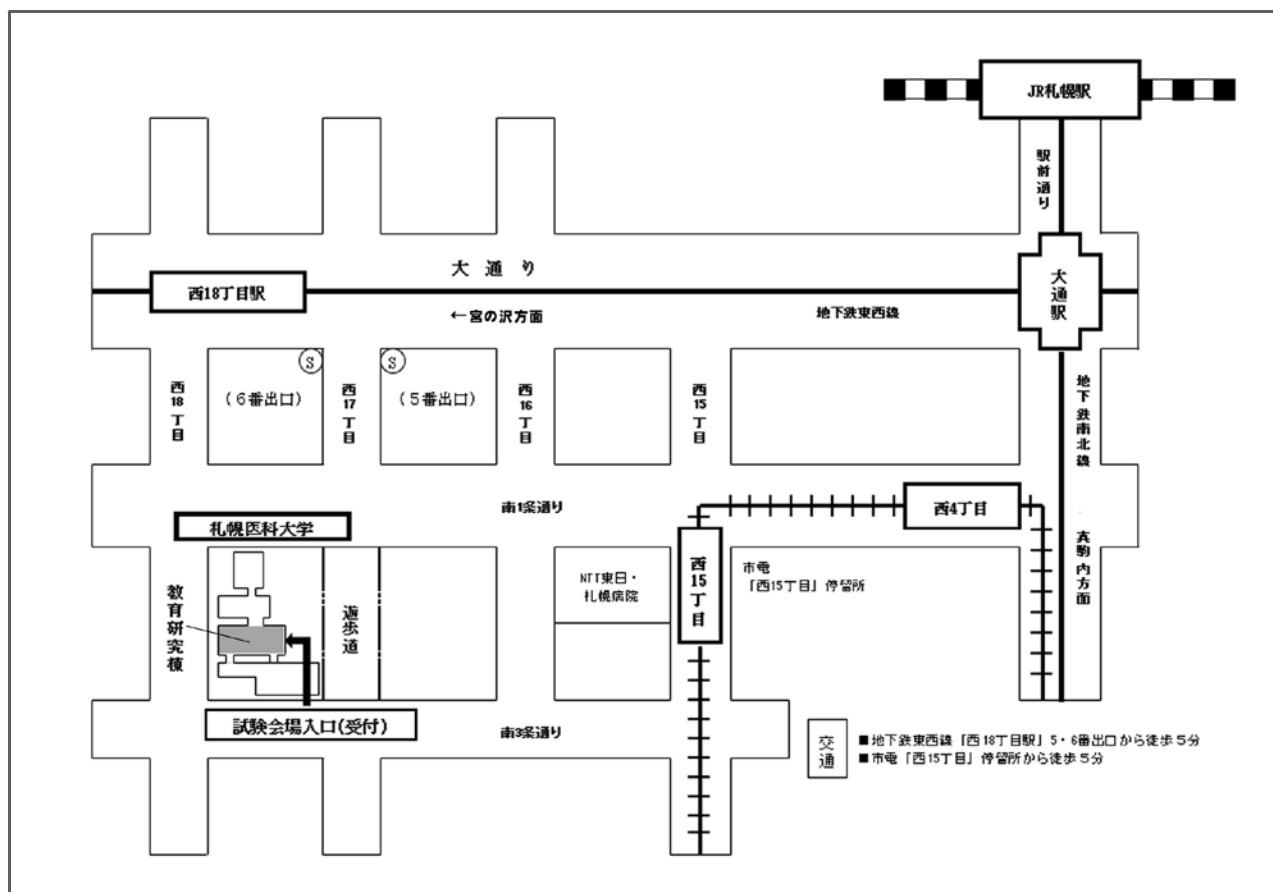 JR札幌駅
駅前通り
大通り
西18丁目駅
大通駅
←宮の沢方面
地下鉄東西線
S
S
西18丁目
(6番出口)
西17丁目
(5番出口)
西16丁目
西15丁目
地下鉄南北線
真駒内方面
南1条通り
西4丁目
札幌医科大学
西15丁目
市電
「西15丁目」停留所
NTT東日・
札幌病院
教育研究棟
遊歩道
試験会場入口(受付)
南3条通り
交通
■地下鉄東西線「西18丁目駅」5・6番出口から徒歩5分
■市電「西15丁目」停留所から徒歩5分